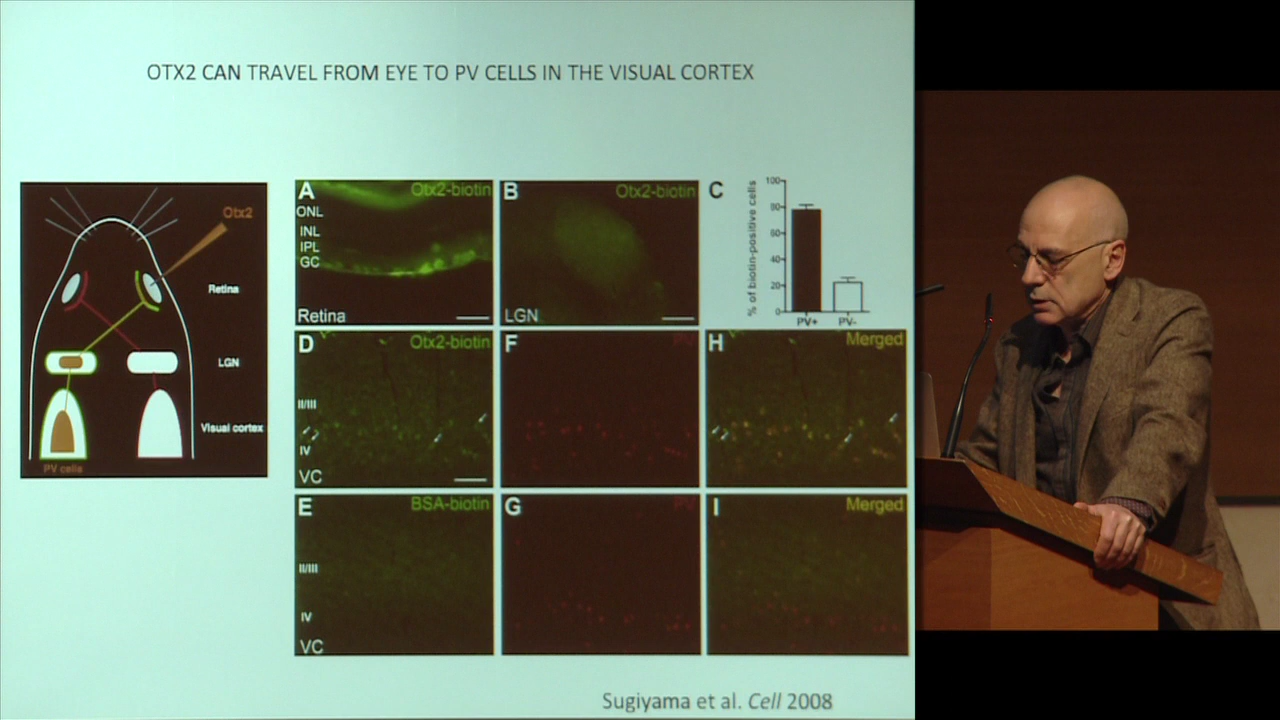 OTX2 CAN TRAVEL FROM EYE TO PV CELLS IN THE VISUAL CORTEX
Otx2
Retina
LGN
Visual cortex
PV cells
A
Otx2-biotin
ONL
INL
IPL
GC
Retina
B
Otx2-biotin
LGN
C
% of biotin-positive cells
100
80
60
40
20
0
PV+
PV-
D
Otx2-biotin
II/III
IV
VC
F
PV
H
Merged
E
BSA-biotin
II/III
IV
VC
G
PV
I
Merged
Sugiyama et al. Cell 2008